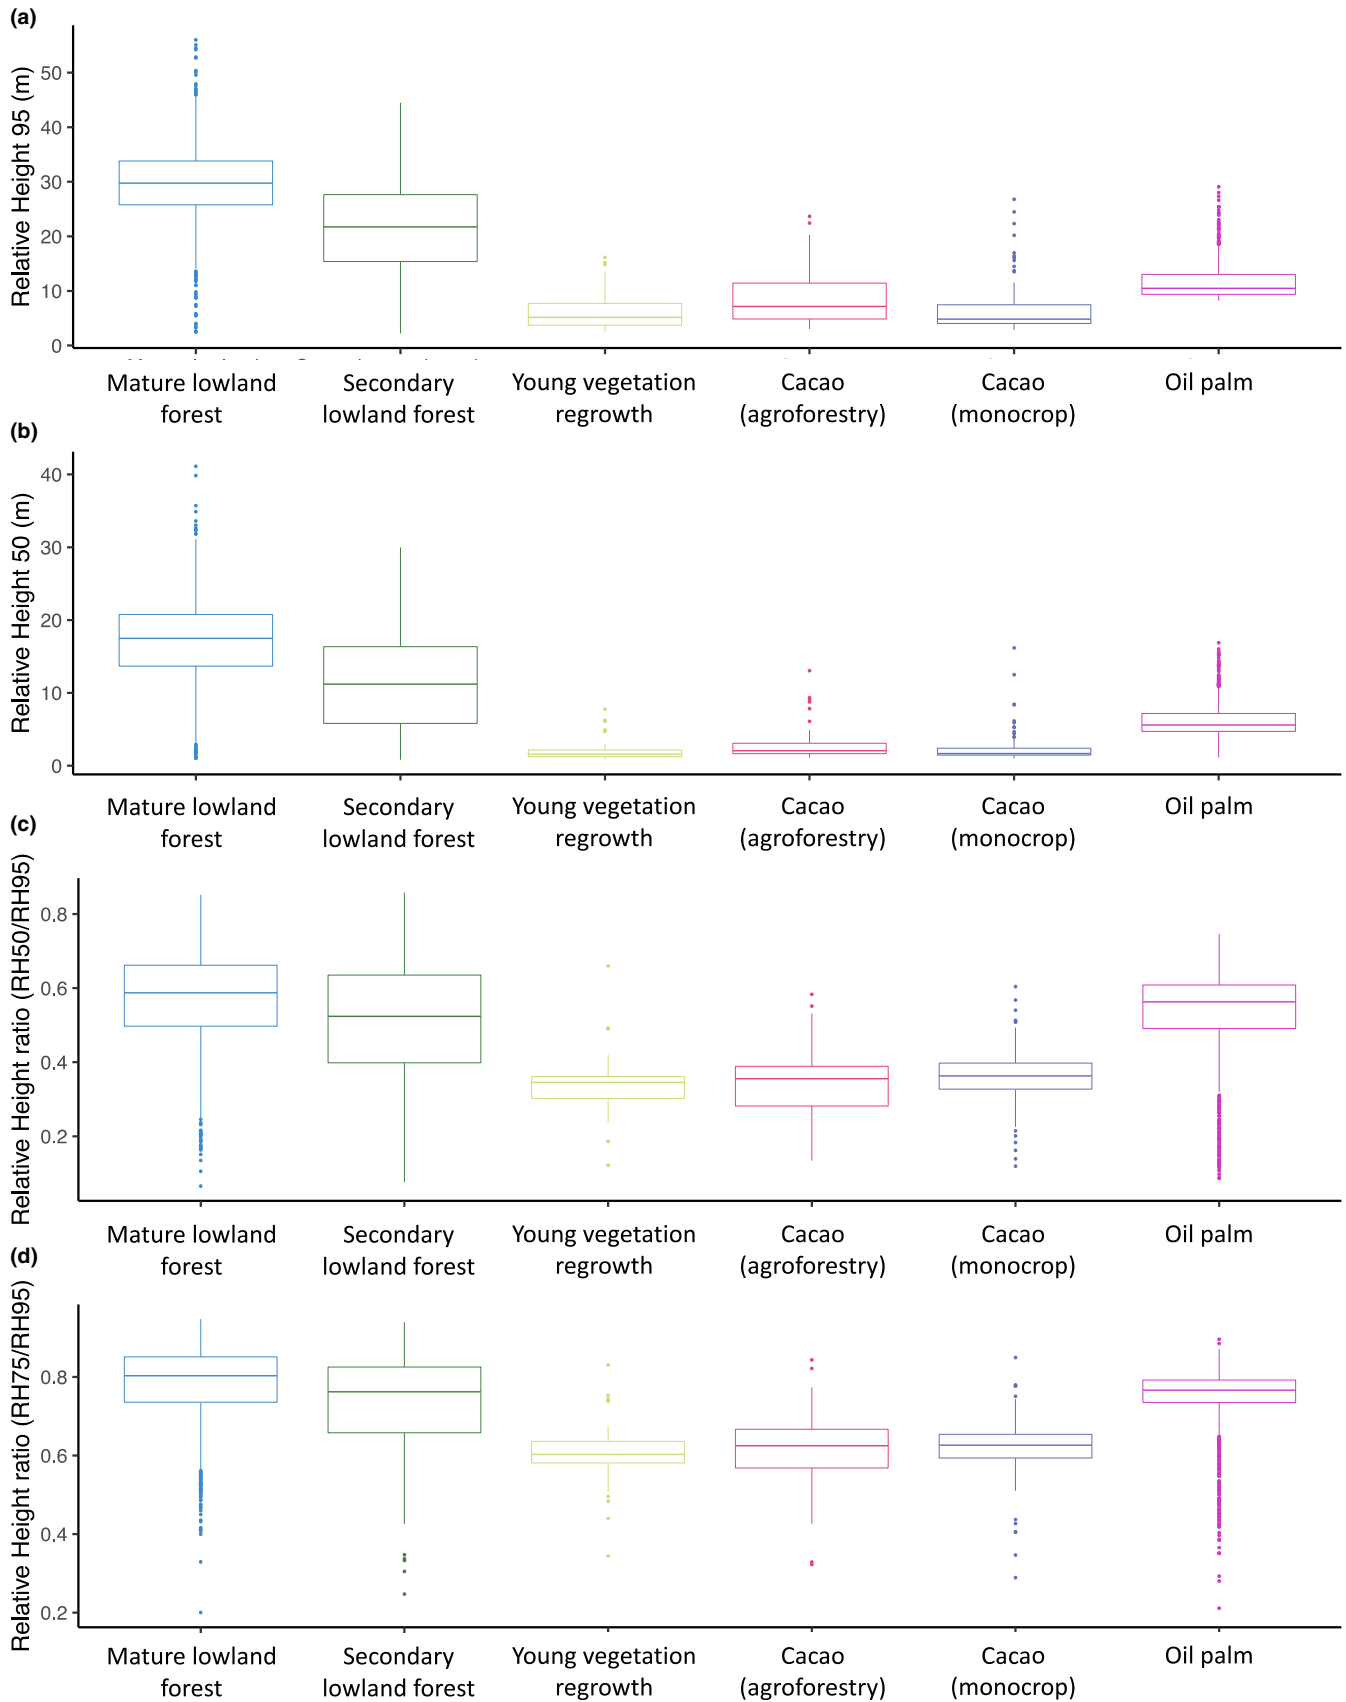 (a)
Relative Height 95 (m)
50
40
30
20
10
0
Mature lowland
forest
Secondary
lowland forest
Young vegetation
regrowth
Cacao
(agroforestry)
Cacao
(monocrop)
Oil palm
(b)
Relative Height 50 (m)
40
30
20
10
0
Mature lowland
forest
Secondary
lowland forest
Young vegetation
regrowth
Cacao
(agroforestry)
Cacao
(monocrop)
Oil palm
(c)
Relative Height ratio (RH50/RH95)
0.8
0.6
0.4
0.2
Mature lowland
forest
Secondary
lowland forest
Young vegetation
regrowth
Cacao
(agroforestry)
Cacao
(monocrop)
Oil palm
(d)
Relative Height ratio (RH75/RH95)
0.8
0.6
0.4
0.2
Mature lowland
forest
Secondary
lowland forest
Young vegetation
regrowth
Cacao
(agroforestry)
Cacao
(monocrop)
Oil palm